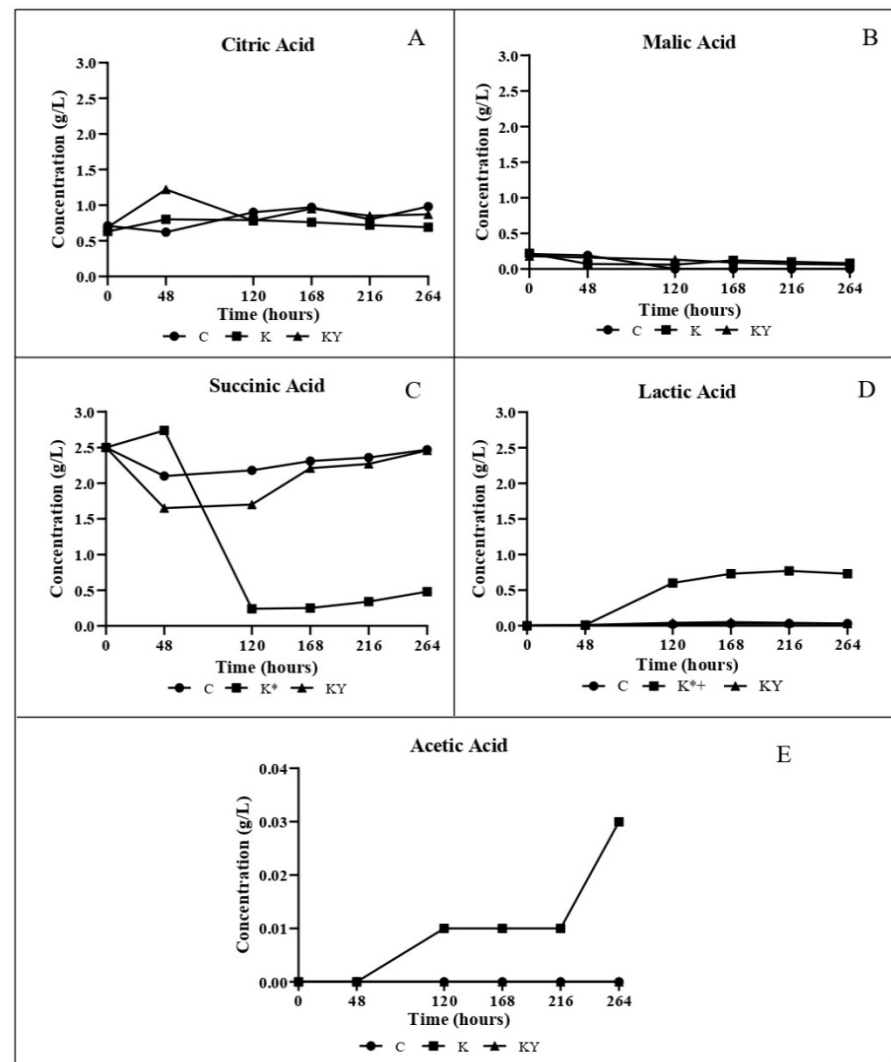 Citric Acid
A
Concentration (g/L)
3.0
2.5
2.0
1.5
1.0
0.5
0.0
0 48 120 168 216 264
Time (hours)
C K KY
Malic Acid
B
Concentration (g/L)
3.0
2.5
2.0
1.5
1.0
0.5
0.0
0 48 120 168 216 264
Time (hours)
C K KY
Succinic Acid
C
Concentration (g/L)
3.0
2.5
2.0
1.5
1.0
0.5
0.0
0 48 120 168 216 264
Time (hours)
C K* KY
Lactic Acid
D
Concentration (g/L)
3.0
2.5
2.0
1.5
1.0
0.5
0.0
0 48 120 168 216 264
Time (hours)
C K*+ KY
Acetic Acid
E
Concentration (g/L)
0.04
0.03
0.02
0.01
0.00
0 48 120 168 216 264
Time (hours)
C K KY